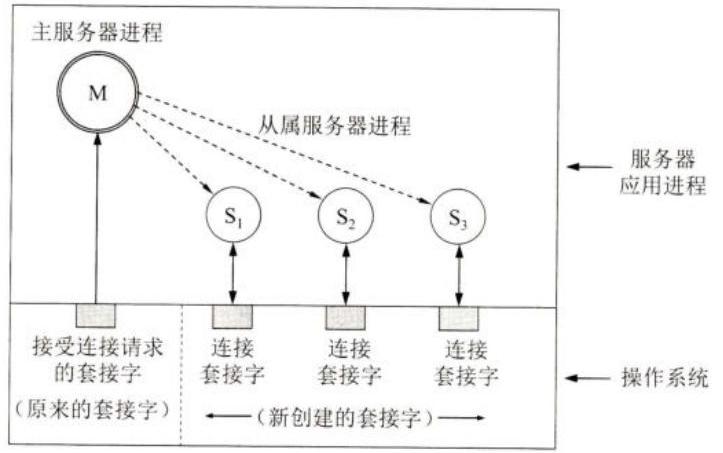 主服务器进程
M
从属服务器进程
服务器
应用进程
S₁
S₂
S₃
接受连接请求
的套接字
(原来的套接字)
连接
套接字
连接
套接字
连接
套接字
(新创建的套接字)
操作系统